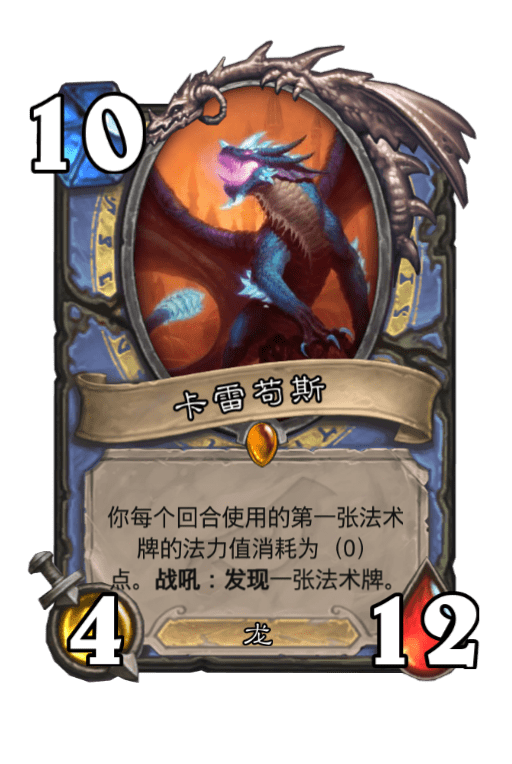 10
卡雷苟斯
你每个回合使用的第一张法术
牌的法力值消耗为（0）
点。战吼：发现一张法术牌。
4
龙
12